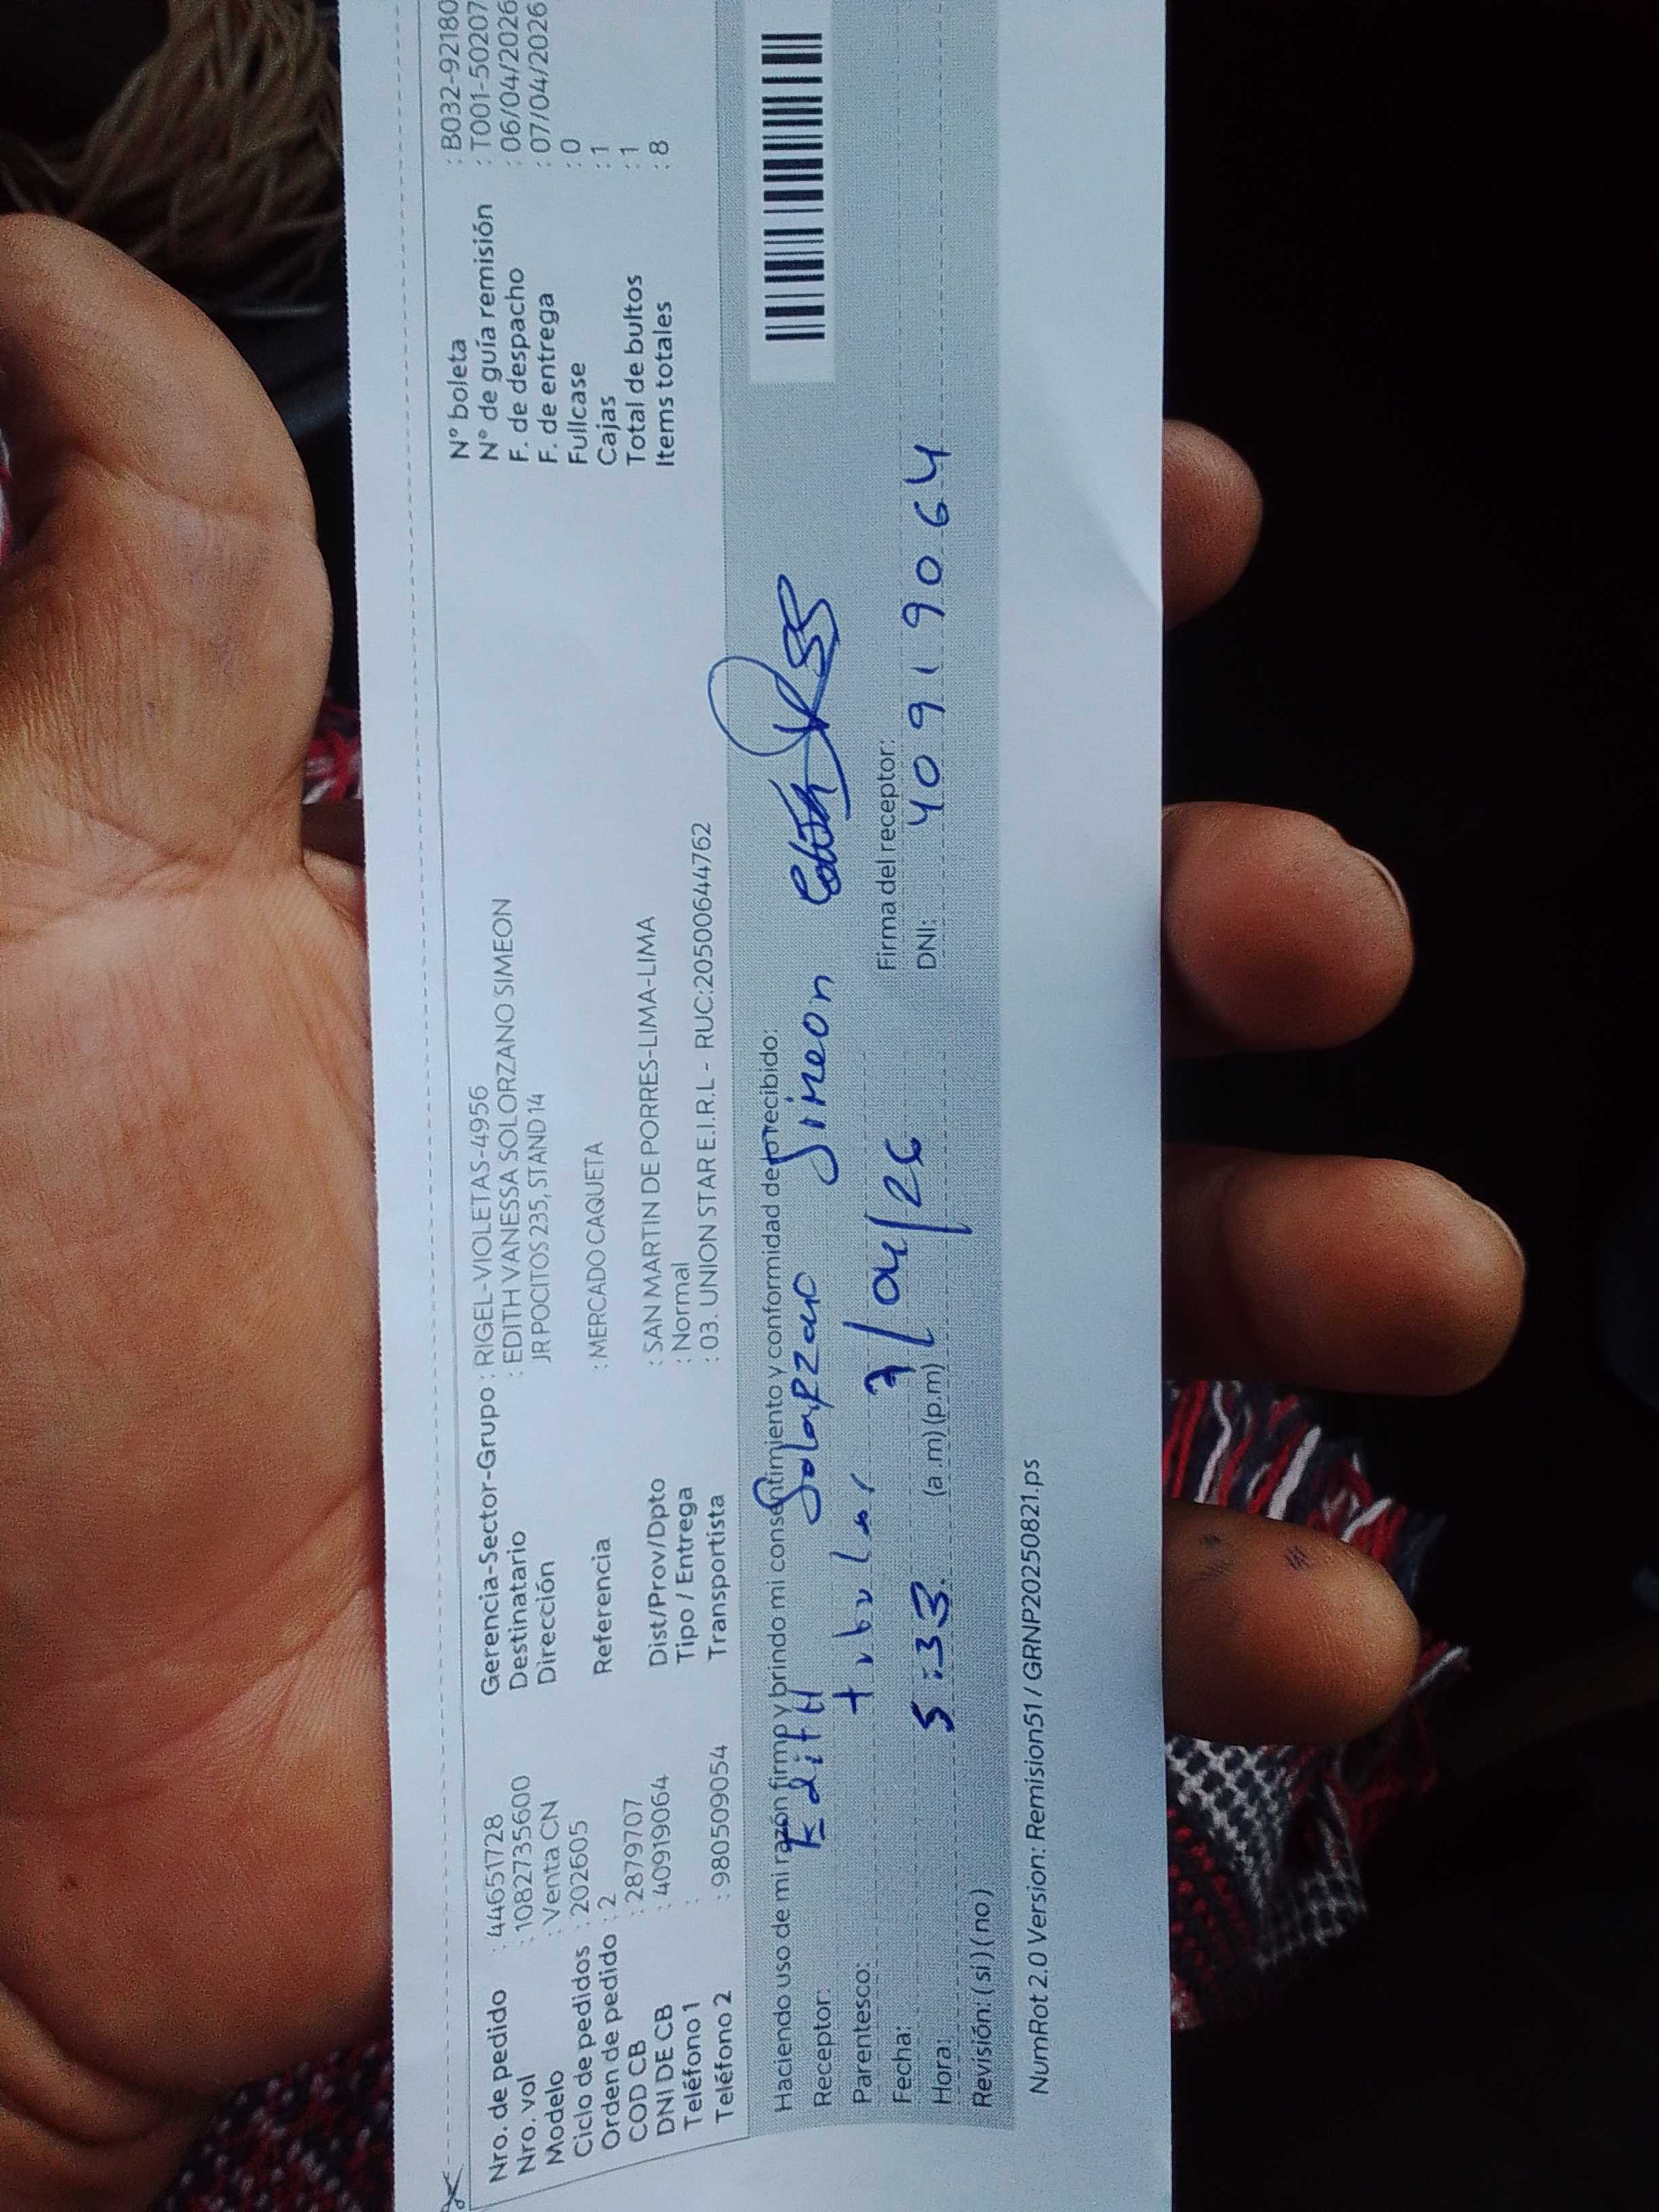 Nro. de pedido : 44651728
Nro. vol : 1082735600
Modelo : Venta CN
Ciclo de pedidos : 202605
Orden de pedido : 2
COD CB : 2879707
DNI DE CB : 40919064
Teléfono 1 :
Teléfono 2 : 980509054
Gerencia-Sector-Grupo : RIGEL-VIOLETAS-4956
Destinatario : EDITH VANESSA SOLORZANO SIMEON
Dirección JR POCITOS 235, STAND 14
Referencia : MERCADO CAQUETA
Dist/Prov/Dpto : SAN MARTIN DE PORRES-LIMA-LIMA
Tipo / Entrega : Normal
Transportista : 03. UNION STAR E.I.R.L - RUC:20500644762
N° boleta : B032-92180
N° de guía remisión : T001-50207
F. de despacho : 06/04/2026
F. de entrega : 07/04/2026
Fullcase : 0
Cajas : 1
Total de bultos : 1
Items totales : 8
Haciendo uso de mi razón firmo y brindo mi consentimiento y conformidad de lo recibido:
Receptor: Edith Solorzano Simeon
Parentesco: titular
Fecha: 7/04/26
Hora: 5:33 (a.m) (p.m)
Revisión: ( si ) ( no )
Firma del receptor:
DNI: 40919064
NumRot 2.0 Version: Remision51 / GRNP20250821.ps